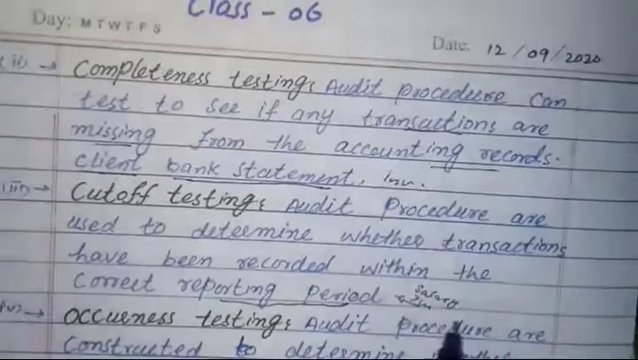 Class - 06
Day: M T W T F S
Date: 12/09/2020
ii) → Completeness testing: Audit procedure can
test to see if any transactions are
missing from the accounting records.
client bank statement, inv.
iii) → Cutoff testing: Audit Procedure are
used to determine whether transactions
have been recorded within the
correct reporting period
iv) → Occueness testing: Audit procedure are
constructed to determine